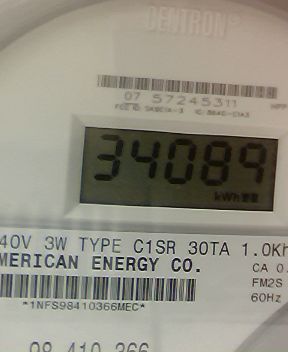 CENTRON®
07 57245311
34089
kWh
40V 3W TYPE C1SR 30TA 1.0Kh
MERICAN ENERGY CO.
CA 0.
FM2S
60Hz
*1NFS98410366MEC*
98 410 366